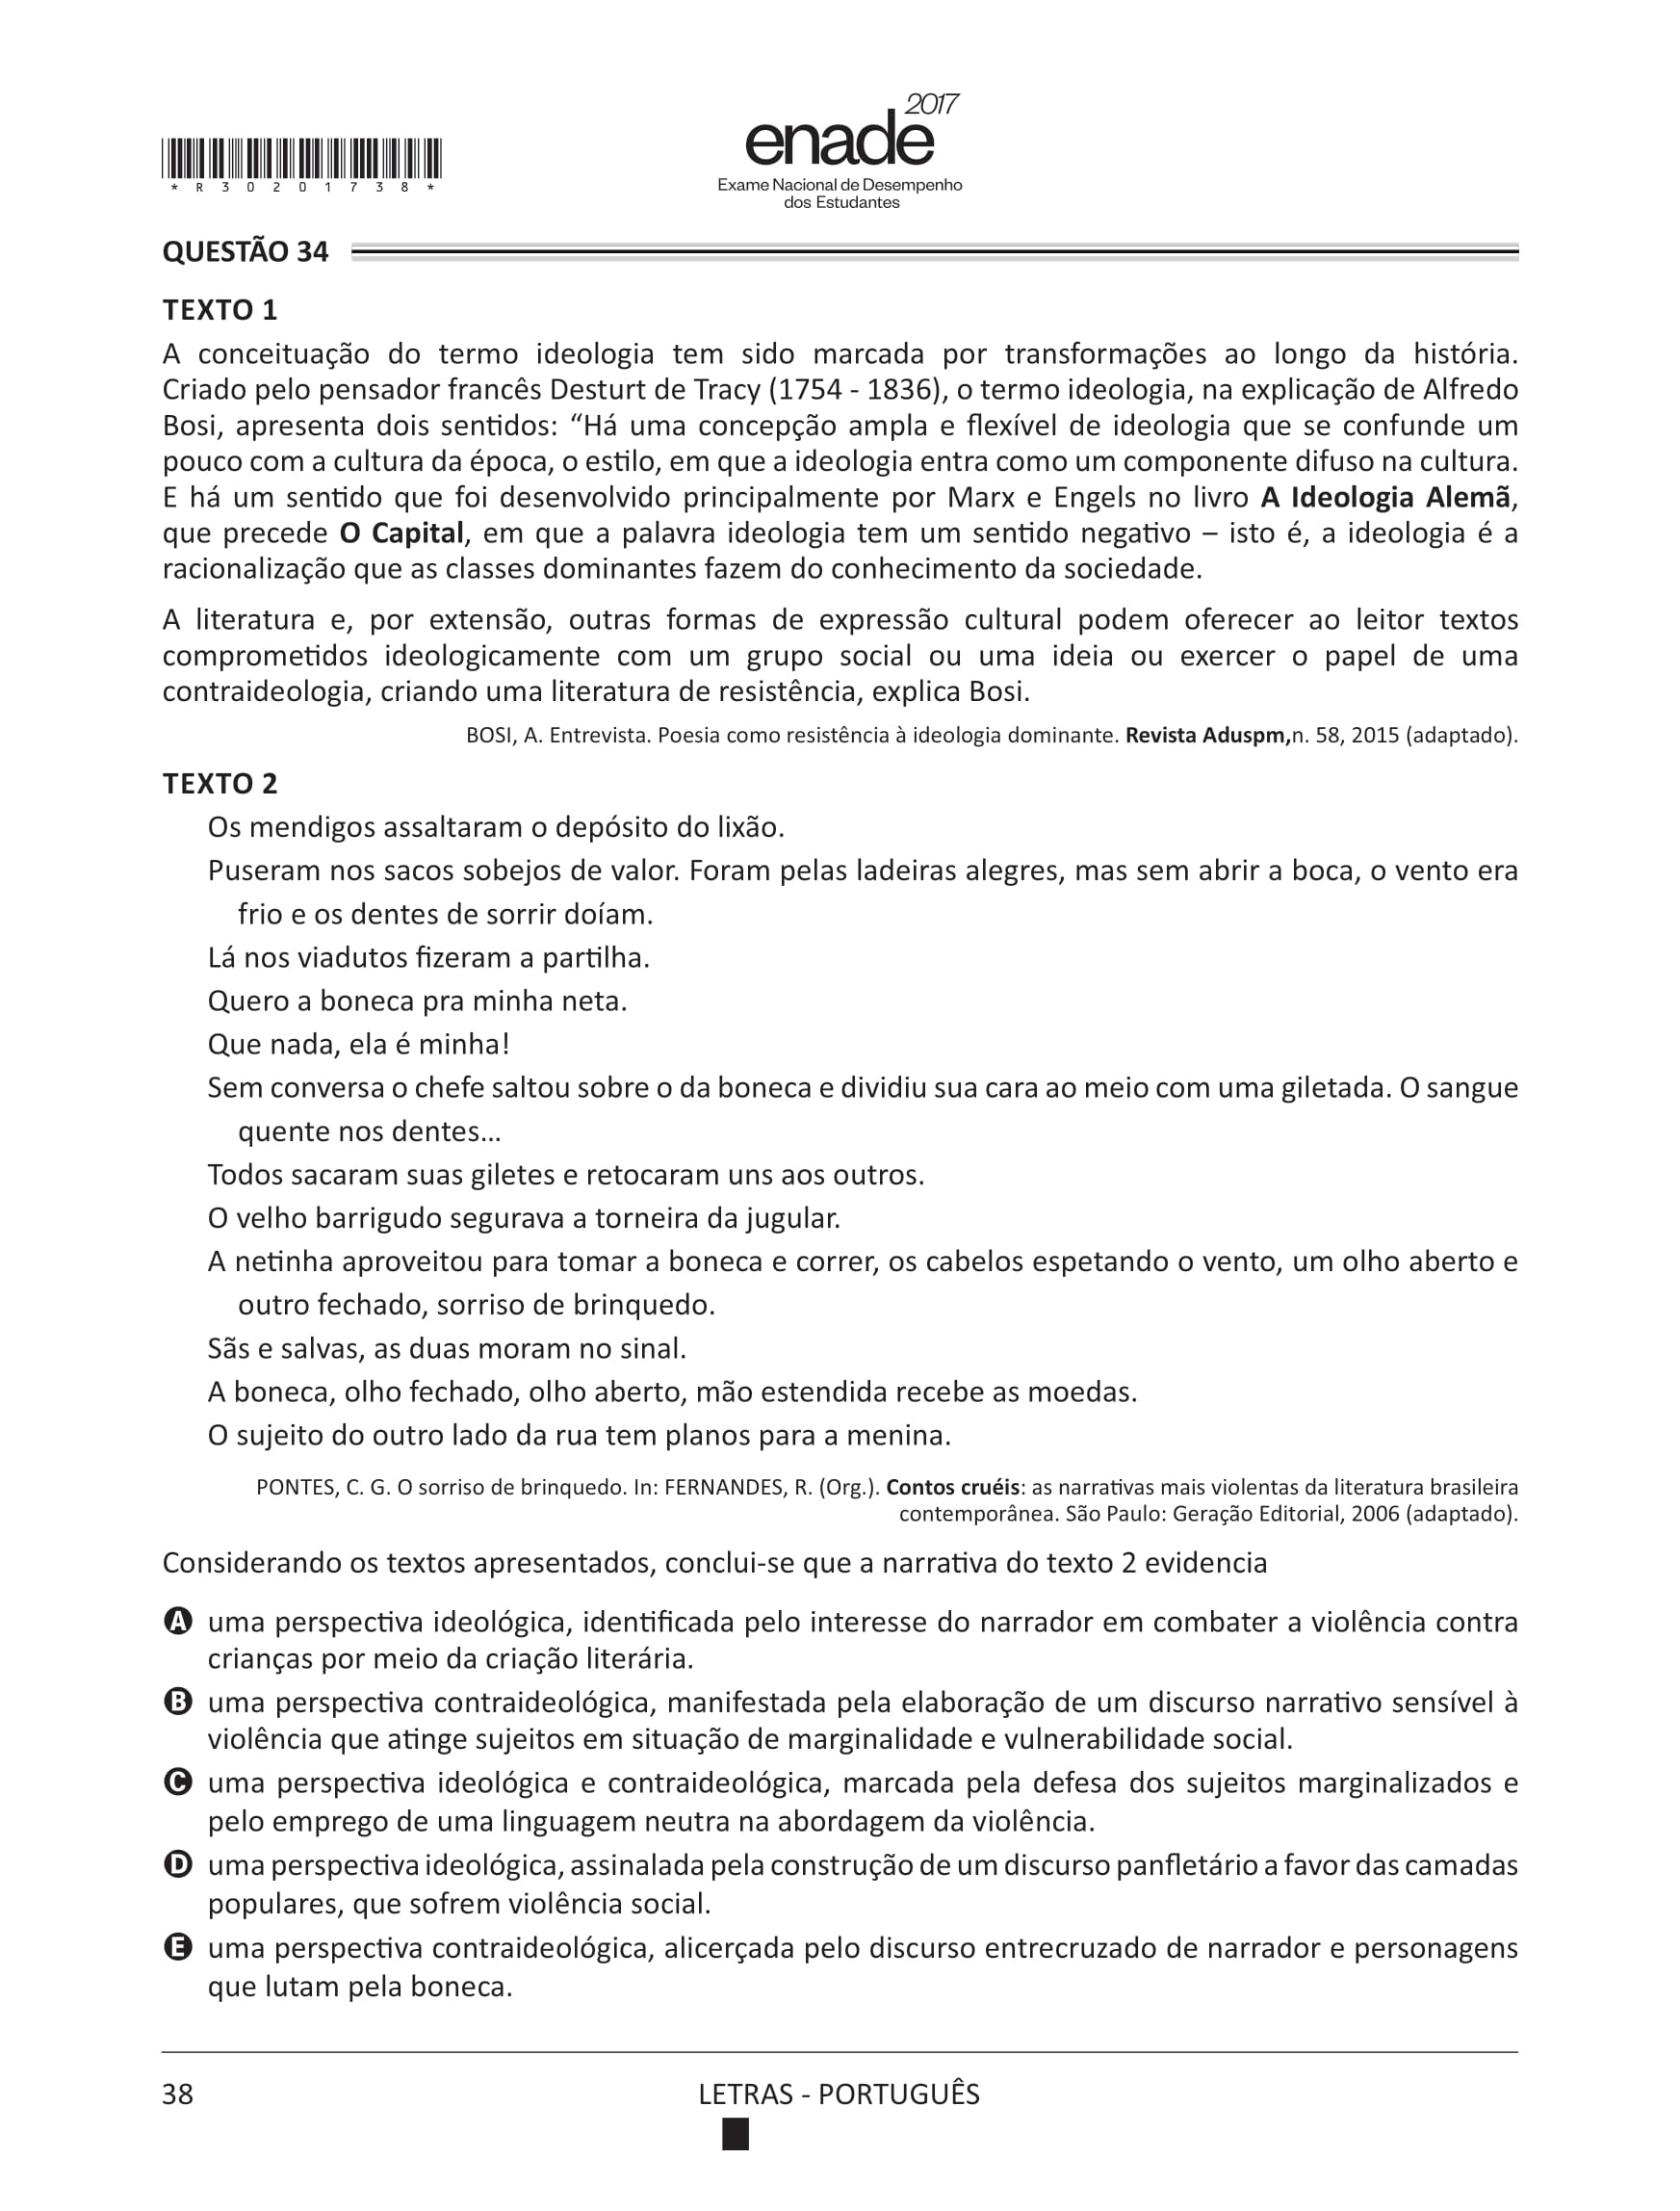 2017
enade
Exame Nacional de Desempenho
dos Estudantes
* R 3 0 2 0 1 7 3 8 *
QUESTÃO 34
TEXTO 1
A conceituação do termo ideologia tem sido marcada por transformações ao longo da história.
Criado pelo pensador francês Desturt de Tracy (1754 - 1836), o termo ideologia, na explicação de Alfredo
Bosi, apresenta dois sentidos: “Há uma concepção ampla e flexível de ideologia que se confunde um
pouco com a cultura da época, o estilo, em que a ideologia entra como um componente difuso na cultura.
E há um sentido que foi desenvolvido principalmente por Marx e Engels no livro A Ideologia Alemã,
que precede O Capital, em que a palavra ideologia tem um sentido negativo – isto é, a ideologia é a
racionalização que as classes dominantes fazem do conhecimento da sociedade.
A literatura e, por extensão, outras formas de expressão cultural podem oferecer ao leitor textos
comprometidos ideologicamente com um grupo social ou uma ideia ou exercer o papel de uma
contraideologia, criando uma literatura de resistência, explica Bosi.
BOSI, A. Entrevista. Poesia como resistência à ideologia dominante. Revista Aduspm,n. 58, 2015 (adaptado).
TEXTO 2
Os mendigos assaltaram o depósito do lixão.
Puseram nos sacos sobejos de valor. Foram pelas ladeiras alegres, mas sem abrir a boca, o vento era
frio e os dentes de sorrir doíam.
Lá nos viadutos fizeram a partilha.
Quero a boneca pra minha neta.
Que nada, ela é minha!
Sem conversa o chefe saltou sobre o da boneca e dividiu sua cara ao meio com uma giletada. O sangue
quente nos dentes...
Todos sacaram suas giletes e retocaram uns aos outros.
O velho barrigudo segurava a torneira da jugular.
A netinha aproveitou para tomar a boneca e correr, os cabelos espetando o vento, um olho aberto e
outro fechado, sorriso de brinquedo.
Sãs e salvas, as duas moram no sinal.
A boneca, olho fechado, olho aberto, mão estendida recebe as moedas.
O sujeito do outro lado da rua tem planos para a menina.
PONTES, C. G. O sorriso de brinquedo. In: FERNANDES, R. (Org.). Contos cruéis: as narrativas mais violentas da literatura brasileira
contemporânea. São Paulo: Geração Editorial, 2006 (adaptado).
Considerando os textos apresentados, conclui-se que a narrativa do texto 2 evidencia
A uma perspectiva ideológica, identificada pelo interesse do narrador em combater a violência contra
crianças por meio da criação literária.
B uma perspectiva contraideológica, manifestada pela elaboração de um discurso narrativo sensível à
violência que atinge sujeitos em situação de marginalidade e vulnerabilidade social.
C uma perspectiva ideológica e contraideológica, marcada pela defesa dos sujeitos marginalizados e
pelo emprego de uma linguagem neutra na abordagem da violência.
D uma perspectiva ideológica, assinalada pela construção de um discurso panfletário a favor das camadas
populares, que sofrem violência social.
E uma perspectiva contraideológica, alicerçada pelo discurso entrecruzado de narrador e personagens
que lutam pela boneca.
38
LETRAS - PORTUGUÊS